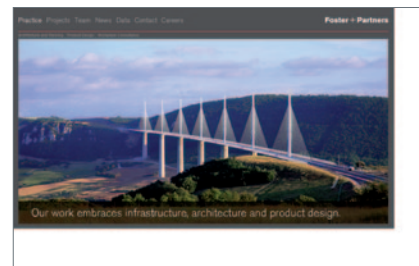 Practice Projects Team News Data Contact Careers
Foster + Partners
Our work embraces infrastructure, architecture and product design.